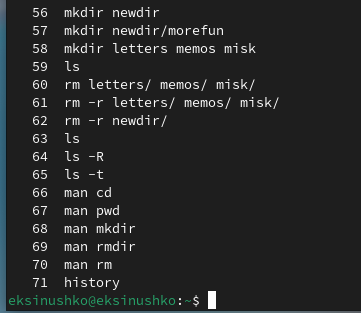 56 mkdir newdir
57 mkdir newdir/morefun
58 mkdir letters memos misk
59 ls
60 rm letters/ memos/ misk/
61 rm -r letters/ memos/ misk/
62 rm -r newdir/
63 ls
64 ls -R
65 ls -t
66 man cd
67 man pwd
68 man mkdir
69 man rmdir
70 man rm
71 history
eksinushko@eksinushko:~$